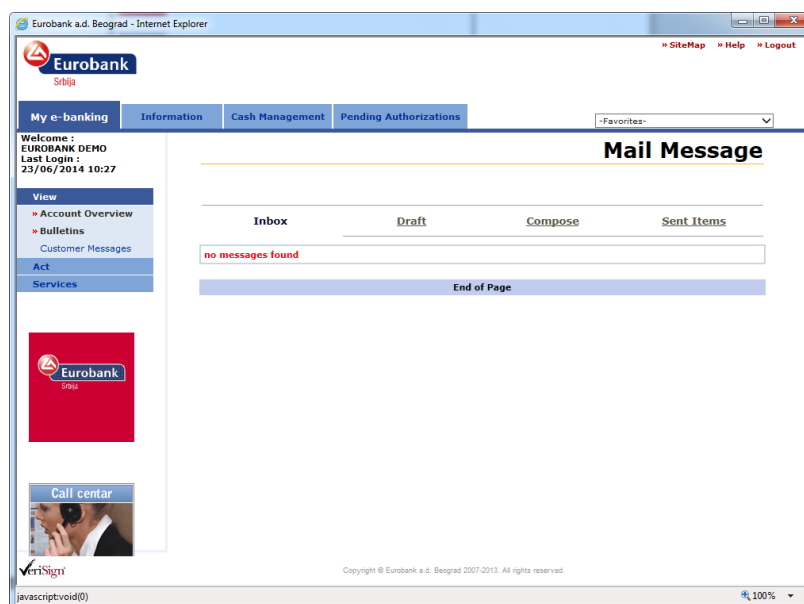 Eurobank a.d. Beograd - Internet Explorer
» SiteMap » Help » Logout
Eurobank
Srbija
My e-banking Information Cash Management Pending Authorizations
-Favorites-
Welcome :
EUROBANK DEMO
Last Login :
23/06/2014 10:27
Mail Message
View
» Account Overview
» Bulletins
Customer Messages
Act
Services
Inbox Draft Compose Sent Items
no messages found
End of Page
Eurobank
Srbija
Call centar
VeriSign
Copyright © Eurobank a.d. Beograd 2007-2013. All rights reserved.
javascript:void(0)
100%